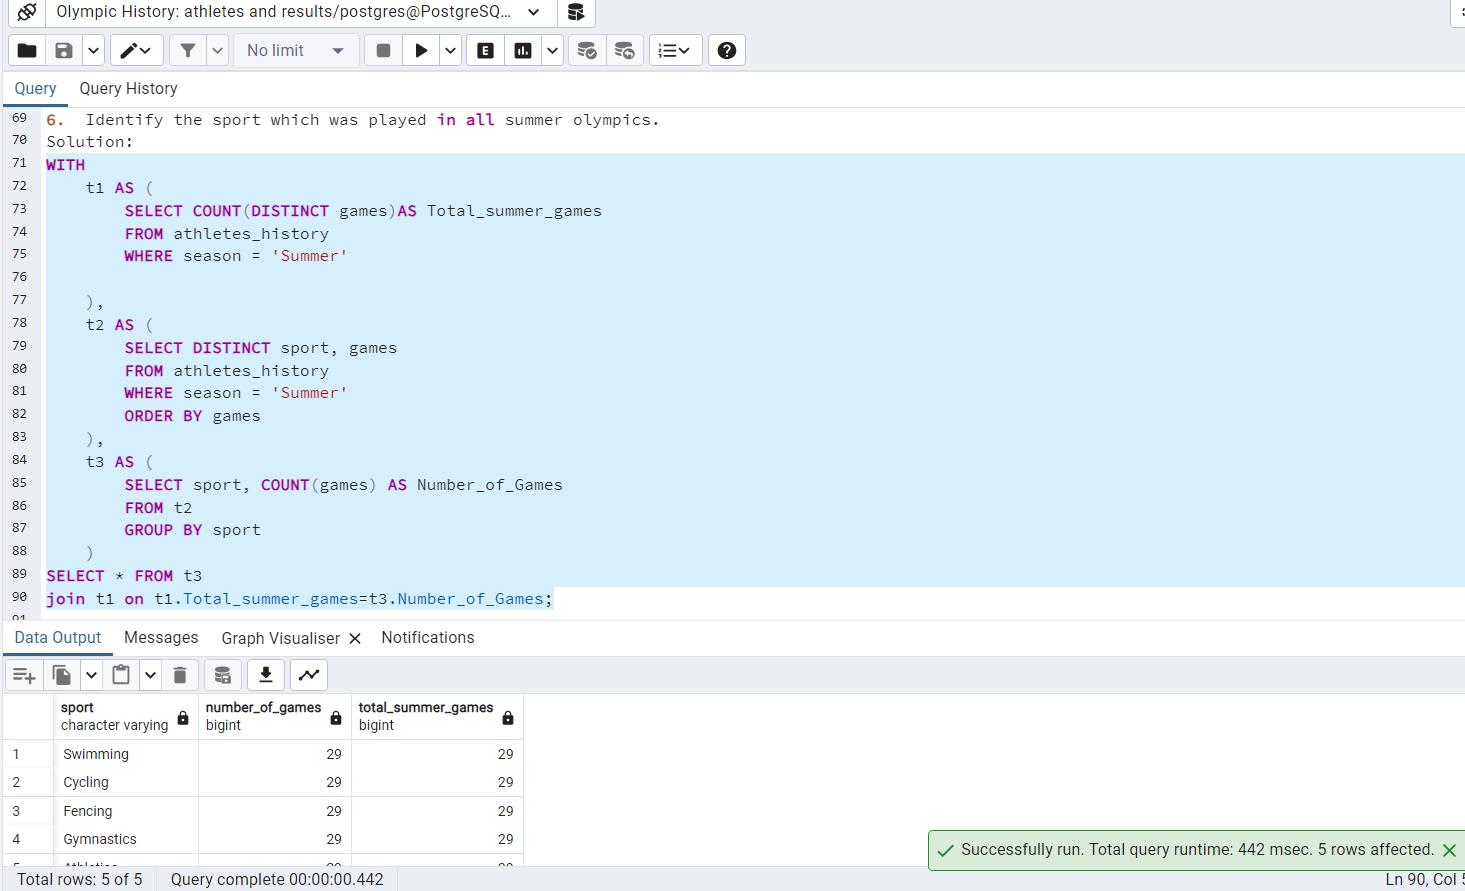 Olympic History: athletes and results/postgres@PostgreSQ...
No limit
E
Query Query History
69 6. Identify the sport which was played in all summer olympics.
70 Solution:
71 WITH
72 t1 AS (
73 SELECT COUNT(DISTINCT games)AS Total_summer_games
74 FROM athletes_history
75 WHERE season = 'Summer'
76
77 ),
78 t2 AS (
79 SELECT DISTINCT sport, games
80 FROM athletes_history
81 WHERE season = 'Summer'
82 ORDER BY games
83 ),
84 t3 AS (
85 SELECT sport, COUNT(games) AS Number_of_Games
86 FROM t2
87 GROUP BY sport
88 )
89 SELECT * FROM t3
90 join t1 on t1.Total_summer_games=t3.Number_of_Games;
91
Data Output Messages Graph Visualiser Notifications
sport number_of_games total_summer_games
character varying bigint bigint
1 Swimming 29 29
2 Cycling 29 29
3 Fencing 29 29
4 Gymnastics 29 29
5 Athletics 29 29
Successfully run. Total query runtime: 442 msec. 5 rows affected.
Total rows: 5 of 5 Query complete 00:00:00.442 Ln 90, Col